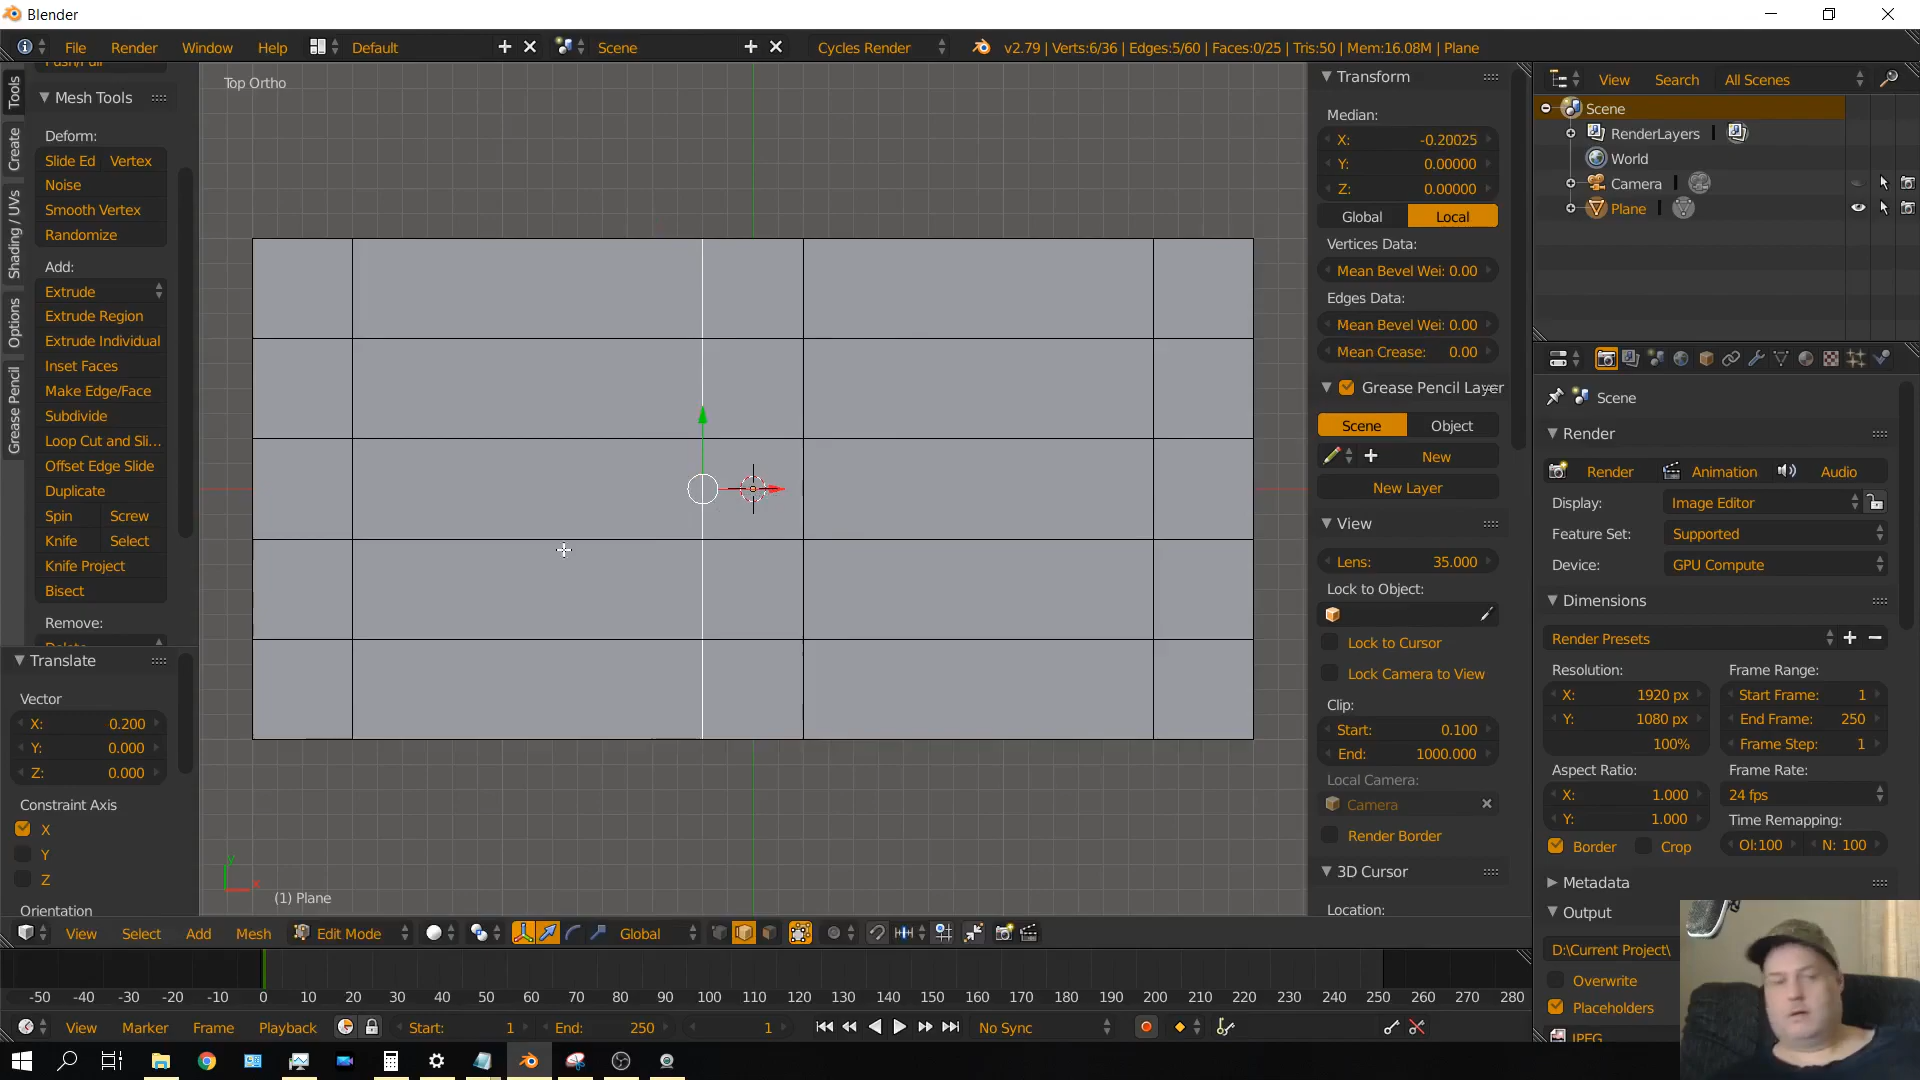 Blender
File Render Window Help Default Scene Cycles Render v2.79 | Verts:6/36 | Edges:5/60 | Faces:0/25 | Tris:50 | Mem:16.08M | Plane
Tools
Create
Shading / UVs
Options
Grease Pencil
Mesh Tools
Deform:
Slide Ed Vertex
Noise
Smooth Vertex
Randomize
Add:
Extrude
Extrude Region
Extrude Individual
Inset Faces
Make Edge/Face
Subdivide
Loop Cut and Sli...
Offset Edge Slide
Duplicate
Spin Screw
Knife Select
Knife Project
Bisect
Remove:
Translate
Vector
X: 0.200
Y: 0.000
Z: 0.000
Constraint Axis
X
Y
Z
Orientation
Top Ortho
y
x
(1) Plane
Transform
Median:
X: -0.20025
Y: 0.00000
Z: 0.00000
Global Local
Vertices Data:
Mean Bevel Wei: 0.00
Edges Data:
Mean Bevel Wei: 0.00
Mean Crease: 0.00
Grease Pencil Layer
Scene Object
New
New Layer
View
Lens: 35.000
Lock to Object:
Lock to Cursor
Lock Camera to View
Clip:
Start: 0.100
End: 1000.000
Local Camera:
Camera
Render Border
3D Cursor
Location:
View Search All Scenes
Scene
RenderLayers
World
Camera
Plane
Scene
Render
Render Animation Audio
Display: Image Editor
Feature Set: Supported
Device: GPU Compute
Dimensions
Render Presets
Resolution: Frame Range:
X: 1920 px Start Frame: 1
Y: 1080 px End Frame: 250
100% Frame Step: 1
Aspect Ratio: Frame Rate:
X: 1.000 24 fps
Y: 1.000 Time Remapping:
Border Crop Ol:100 N: 100
Metadata
Output
D:\Current Project\
Overwrite
Placeholders
JPEG
View Select Add Mesh Edit Mode Global
-50 -40 -30 -20 -10 0 10 20 30 40 50 60 70 80 90 100 110 120 130 140 150 160 170 180 190 200 210 220 230 240 250 260 270 280
View Marker Frame Playback Start: 1 End: 250 1 No Sync